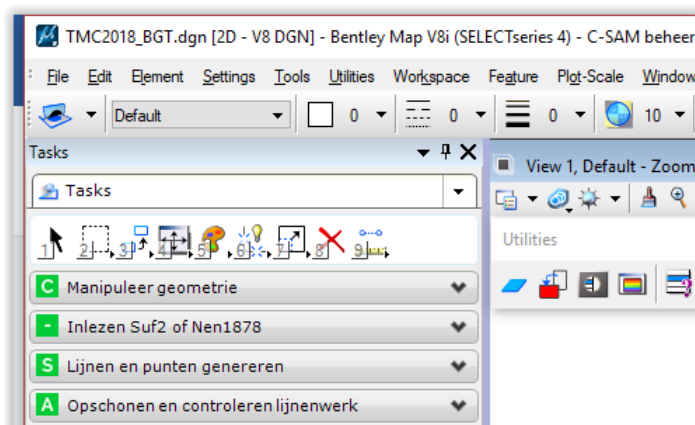 TMC2018_BGT.dgn [2D - V8 DGN] - Bentley Map V8i (SELECTseries 4) - C-SAM beheer
File Edit Element Settings Tools Utilities Workspace Feature Plot-Scale Window
Default 0 0 0 10
Tasks
View 1, Default - Zoom
Tasks
Utilities
1 2 3 4 5 6 7 8 9
C Manipuleer geometrie
- Inlezen Suf2 of Nen1878
S Lijnen en punten genereren
A Opschonen en controleren lijnenwerk